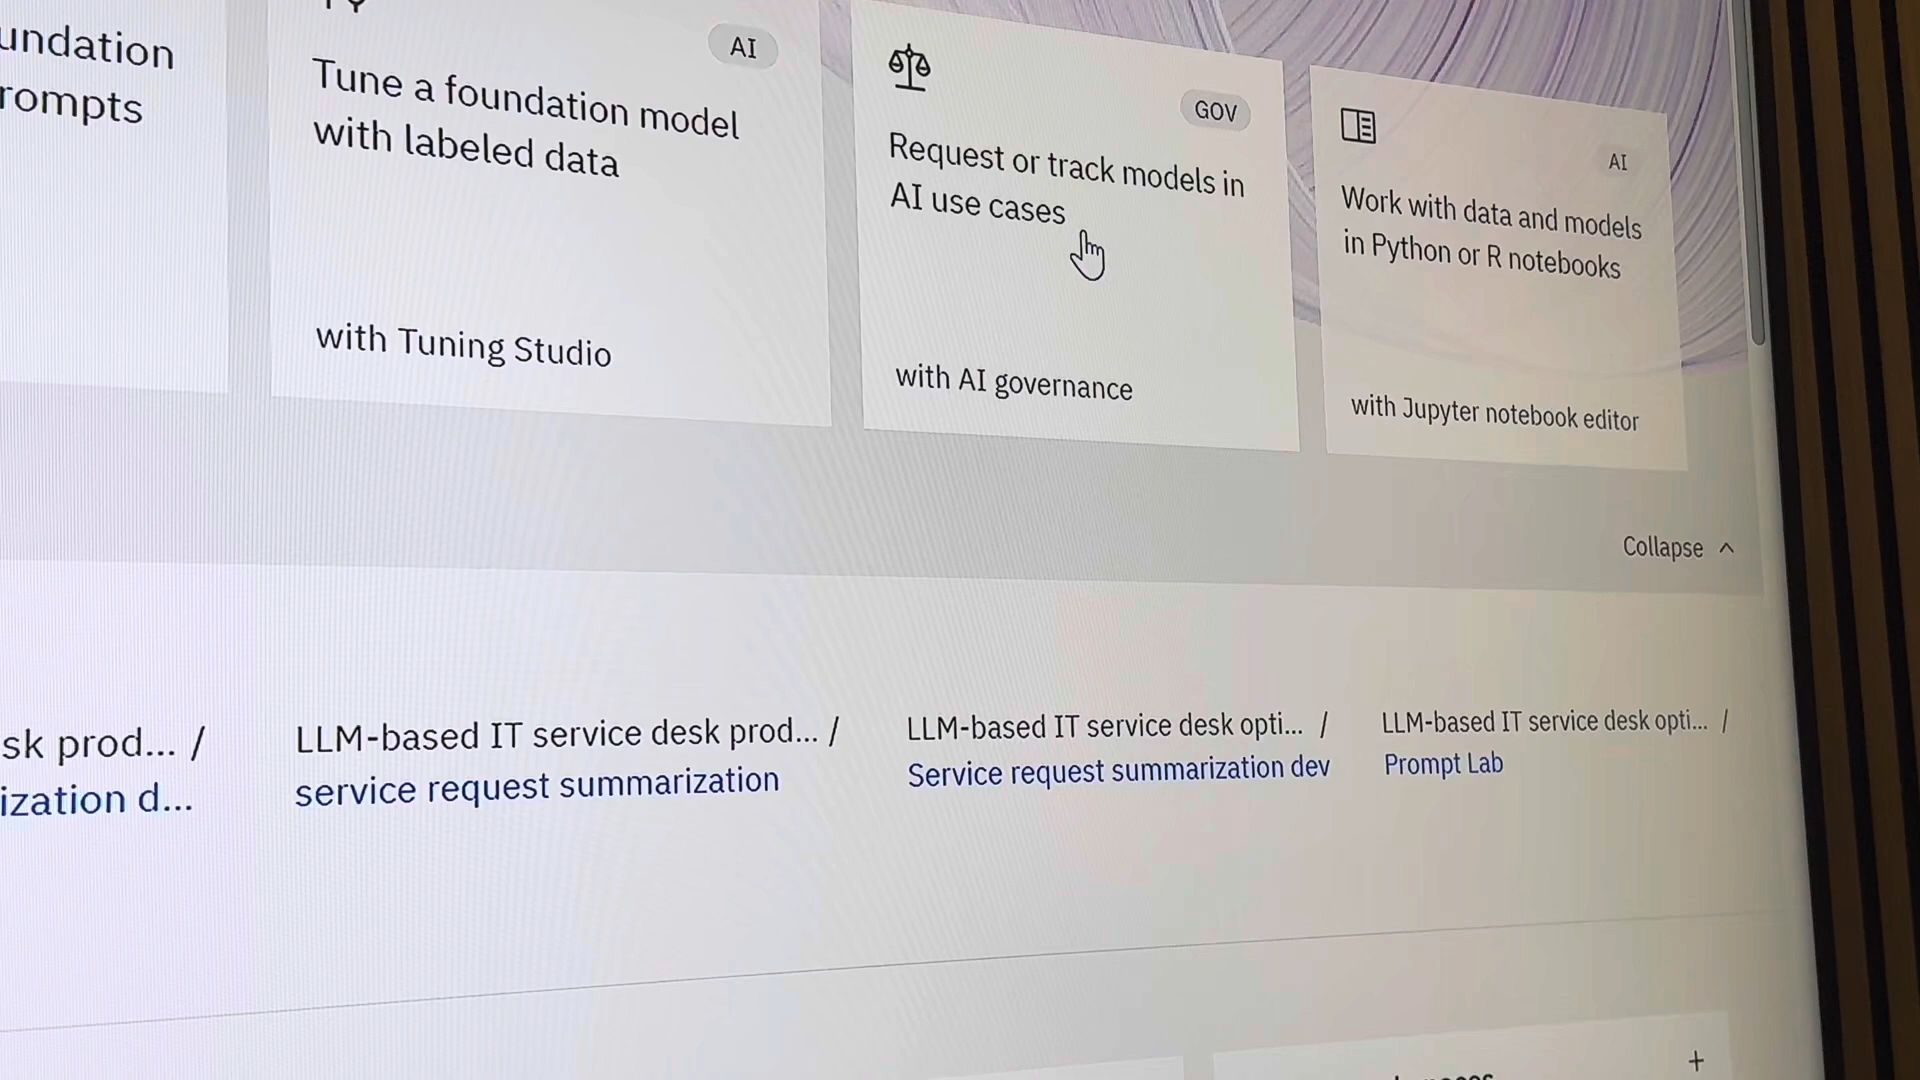 undation
rompts
AI
Tune a foundation model
with labeled data
with Tuning Studio
GOV
Request or track models in
AI use cases
with AI governance
AI
Work with data and models
in Python or R notebooks
with Jupyter notebook editor
Collapse
sk prod... /
ization d...
LLM-based IT service desk prod... /
service request summarization
LLM-based IT service desk opti... /
Service request summarization dev
LLM-based IT service desk opti... /
Prompt Lab
+